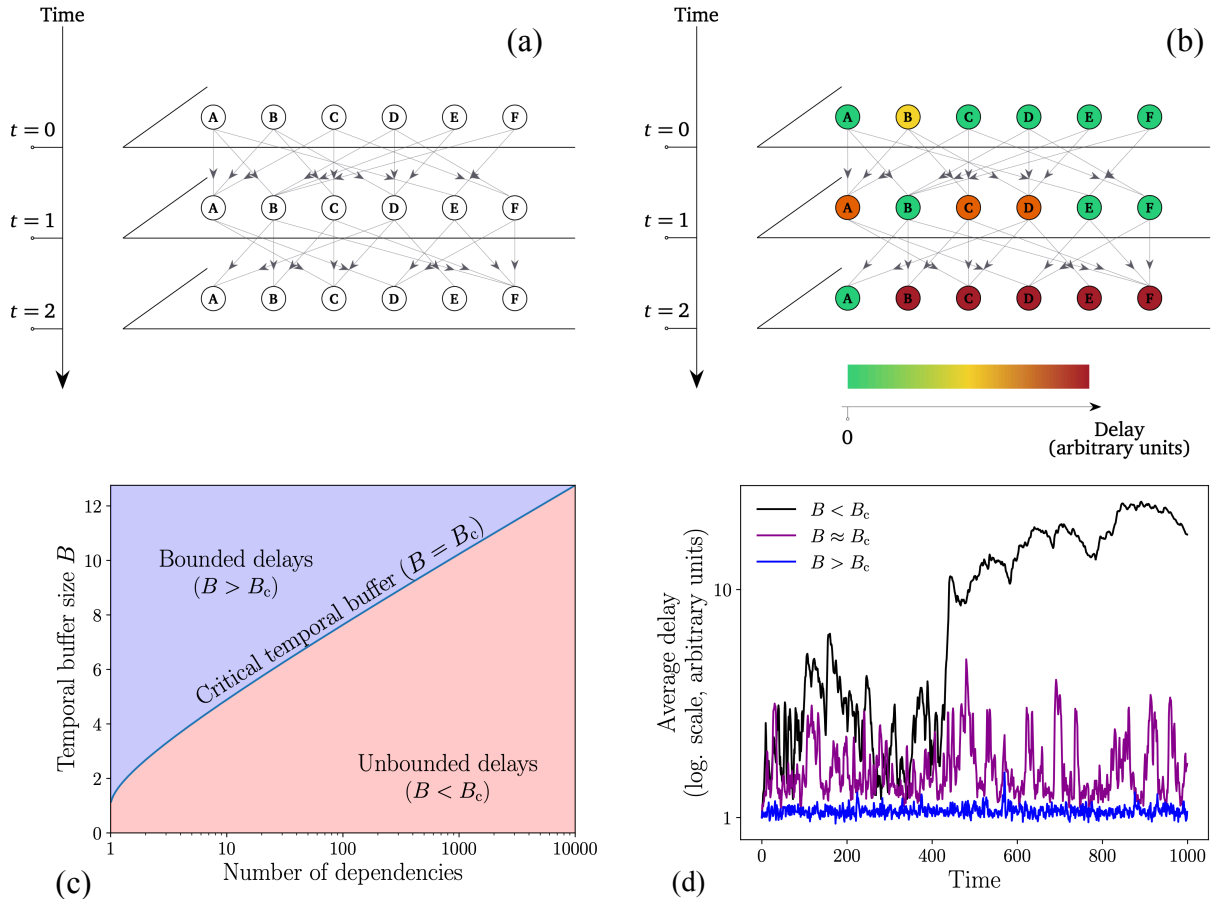 Time
(a)
t = 0
A B C D E F
t = 1
A B C D E F
t = 2
A B C D E F
Time
(b)
t = 0
A B C D E F
t = 1
A B C D E F
t = 2
A B C D E F
0
Delay
(arbitrary units)
Temporal buffer size B
12
10
8
6
4
2
0
Bounded delays
(B > Bc)
Critical temporal buffer (B = Bc)
Unbounded delays
(B < Bc)
1 10 100 1000 10000
Number of dependencies
(c)
Average delay
(log. scale, arbitrary units)
10
1
B < Bc
B ≈ Bc
B > Bc
0 200 400 600 800 1000
Time
(d)